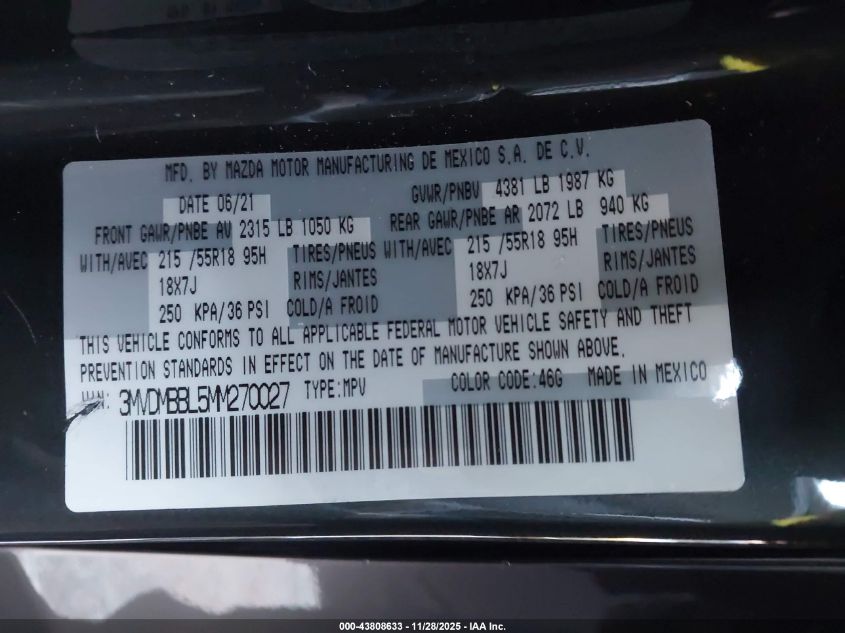 MFD. BY MAZDA MOTOR MANUFACTURING DE MEXICO S.A. DE C.V.
DATE 06/21 GVWR/PNBV 4381 LB 1987 KG
FRONT GAWR/PNBE AV 2315 LB 1050 KG REAR GAWR/PNBE AR 2072 LB 940 KG
WITH/AVEC 215 /55R18 95H TIRES/PNEUS WITH/AVEC 215 /55R18 95H TIRES/PNEUS
18X7J RIMS/JANTES 18X7J RIMS/JANTES
250 KPA/36 PSI COLD/A FROID 250 KPA/36 PSI COLD/A FROID
THIS VEHICLE CONFORMS TO ALL APPLICABLE FEDERAL MOTOR VEHICLE SAFETY AND THEFT
PREVENTION STANDARDS IN EFFECT ON THE DATE OF MANUFACTURE SHOWN ABOVE.
VIN: 3MVDMBBL5MM270027 TYPE:MPV COLOR CODE:46G MADE IN MEXICO
000-43808633 — 11/28/2025 — IAA Inc.